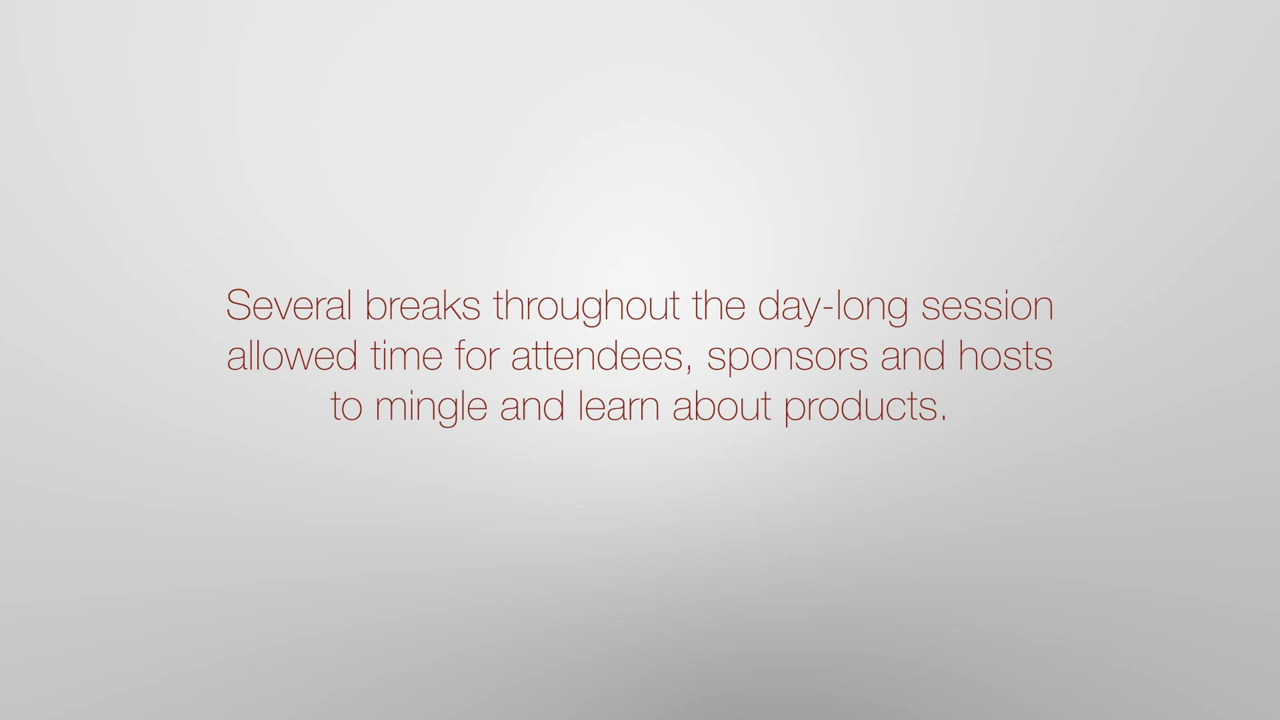 Several breaks throughout the day-long session
allowed time for attendees, sponsors and hosts
to mingle and learn about products.